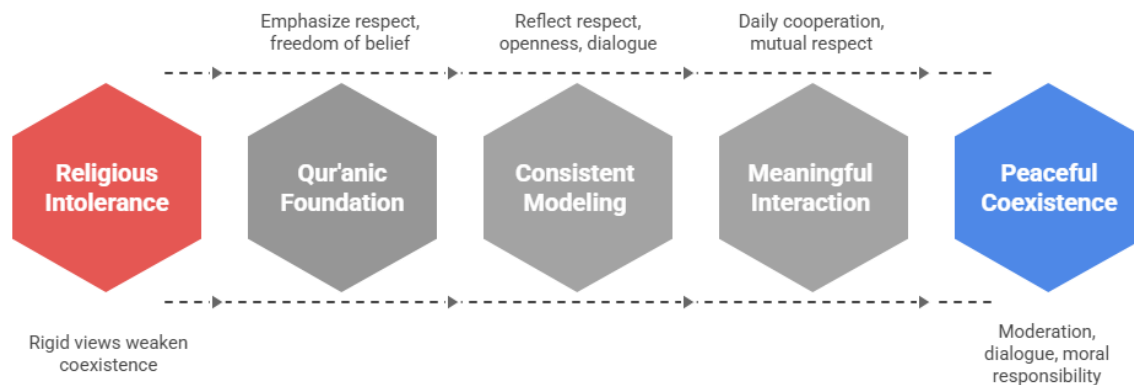 Emphasize respect,
freedom of belief
Reflect respect,
openness, dialogue
Daily cooperation,
mutual respect
Religious
Intolerance
Qur'anic
Foundation
Consistent
Modeling
Meaningful
Interaction
Peaceful
Coexistence
Rigid views weaken
coexistence
Moderation,
dialogue, moral
responsibility